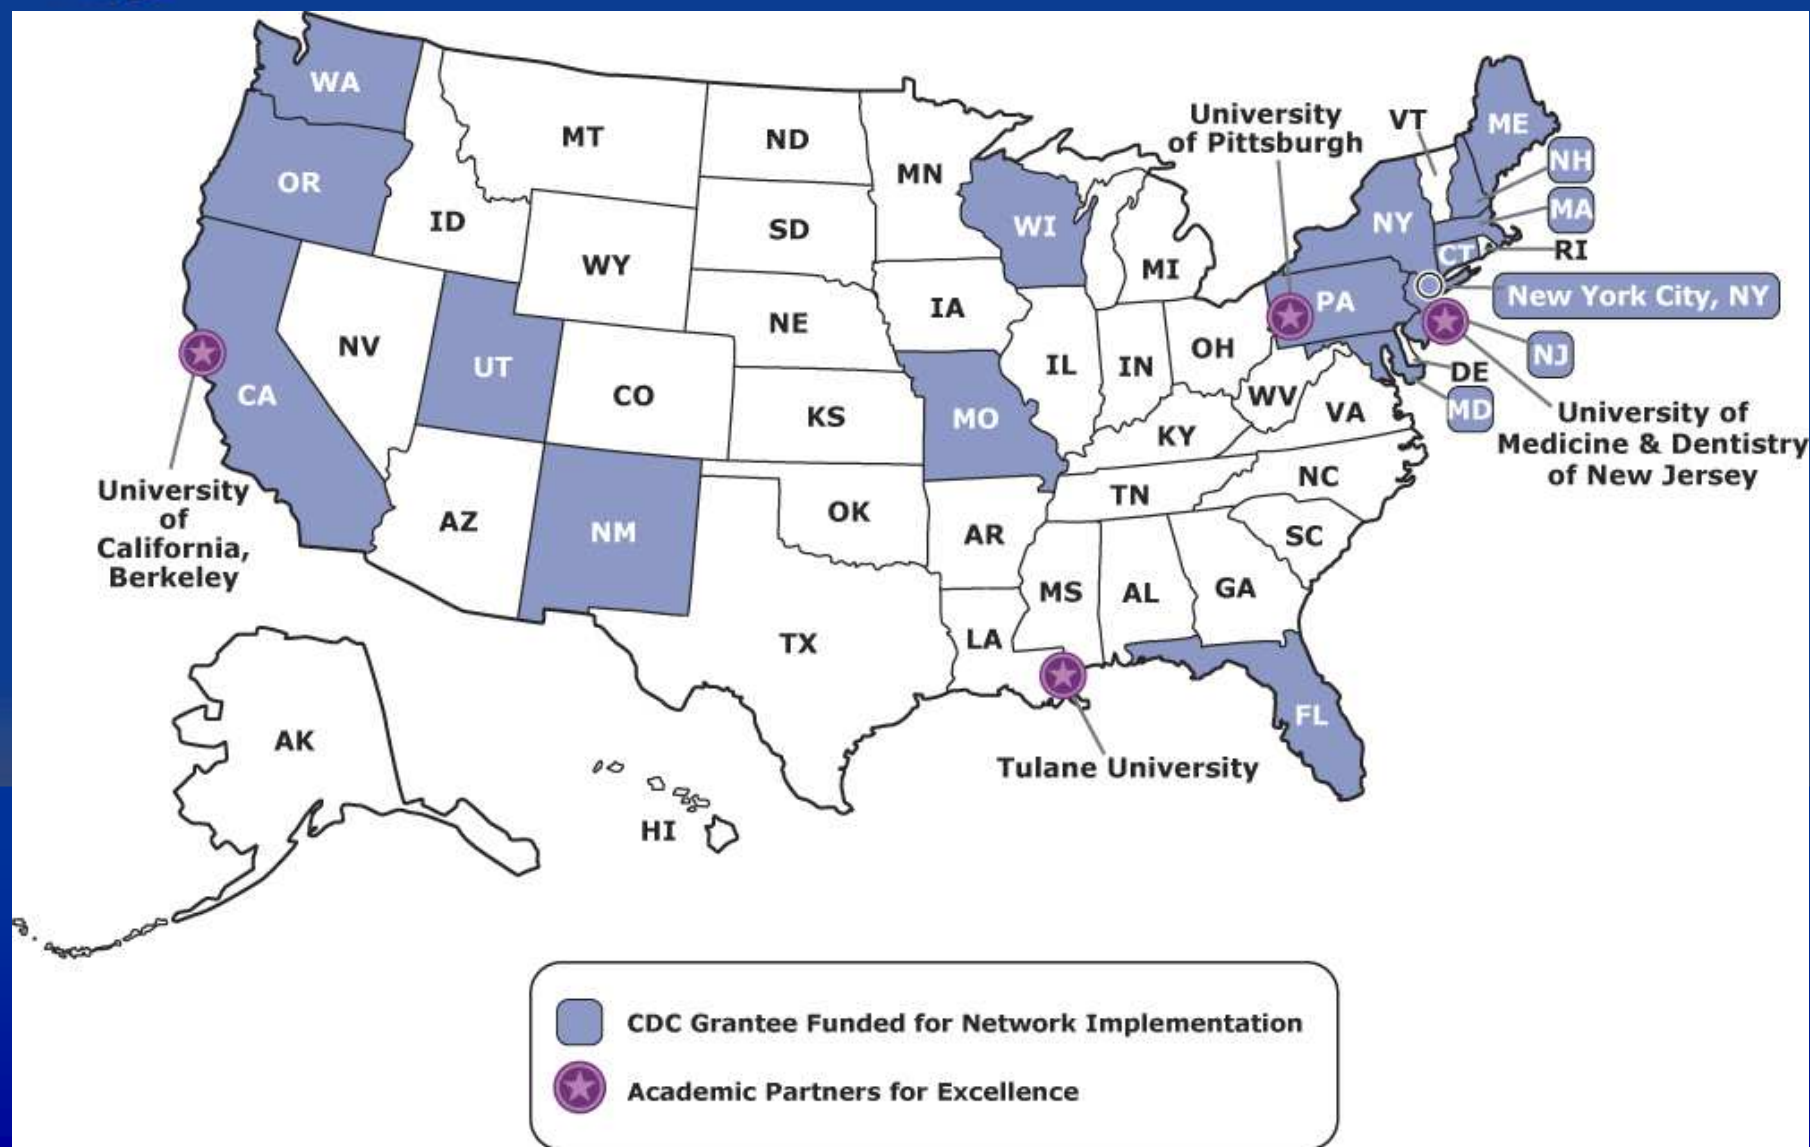 WA
MT
ND
MN
OR
ID
SD
WI
WY
MI
University
of Pittsburgh
VT
ME
NH
MA
NY
CT
RI
New York City, NY
PA
NJ
DE
MD
University of
Medicine & Dentistry
of New Jersey
NV
UT
CA
CO
NE
IA
IL
IN
OH
WV
VA
KS
MO
KY
University
of
California,
Berkeley
AZ
NM
OK
AR
TN
NC
SC
MS
AL
GA
TX
LA
FL
Tulane University
AK
HI
CDC Grantee Funded for Network Implementation
Academic Partners for Excellence